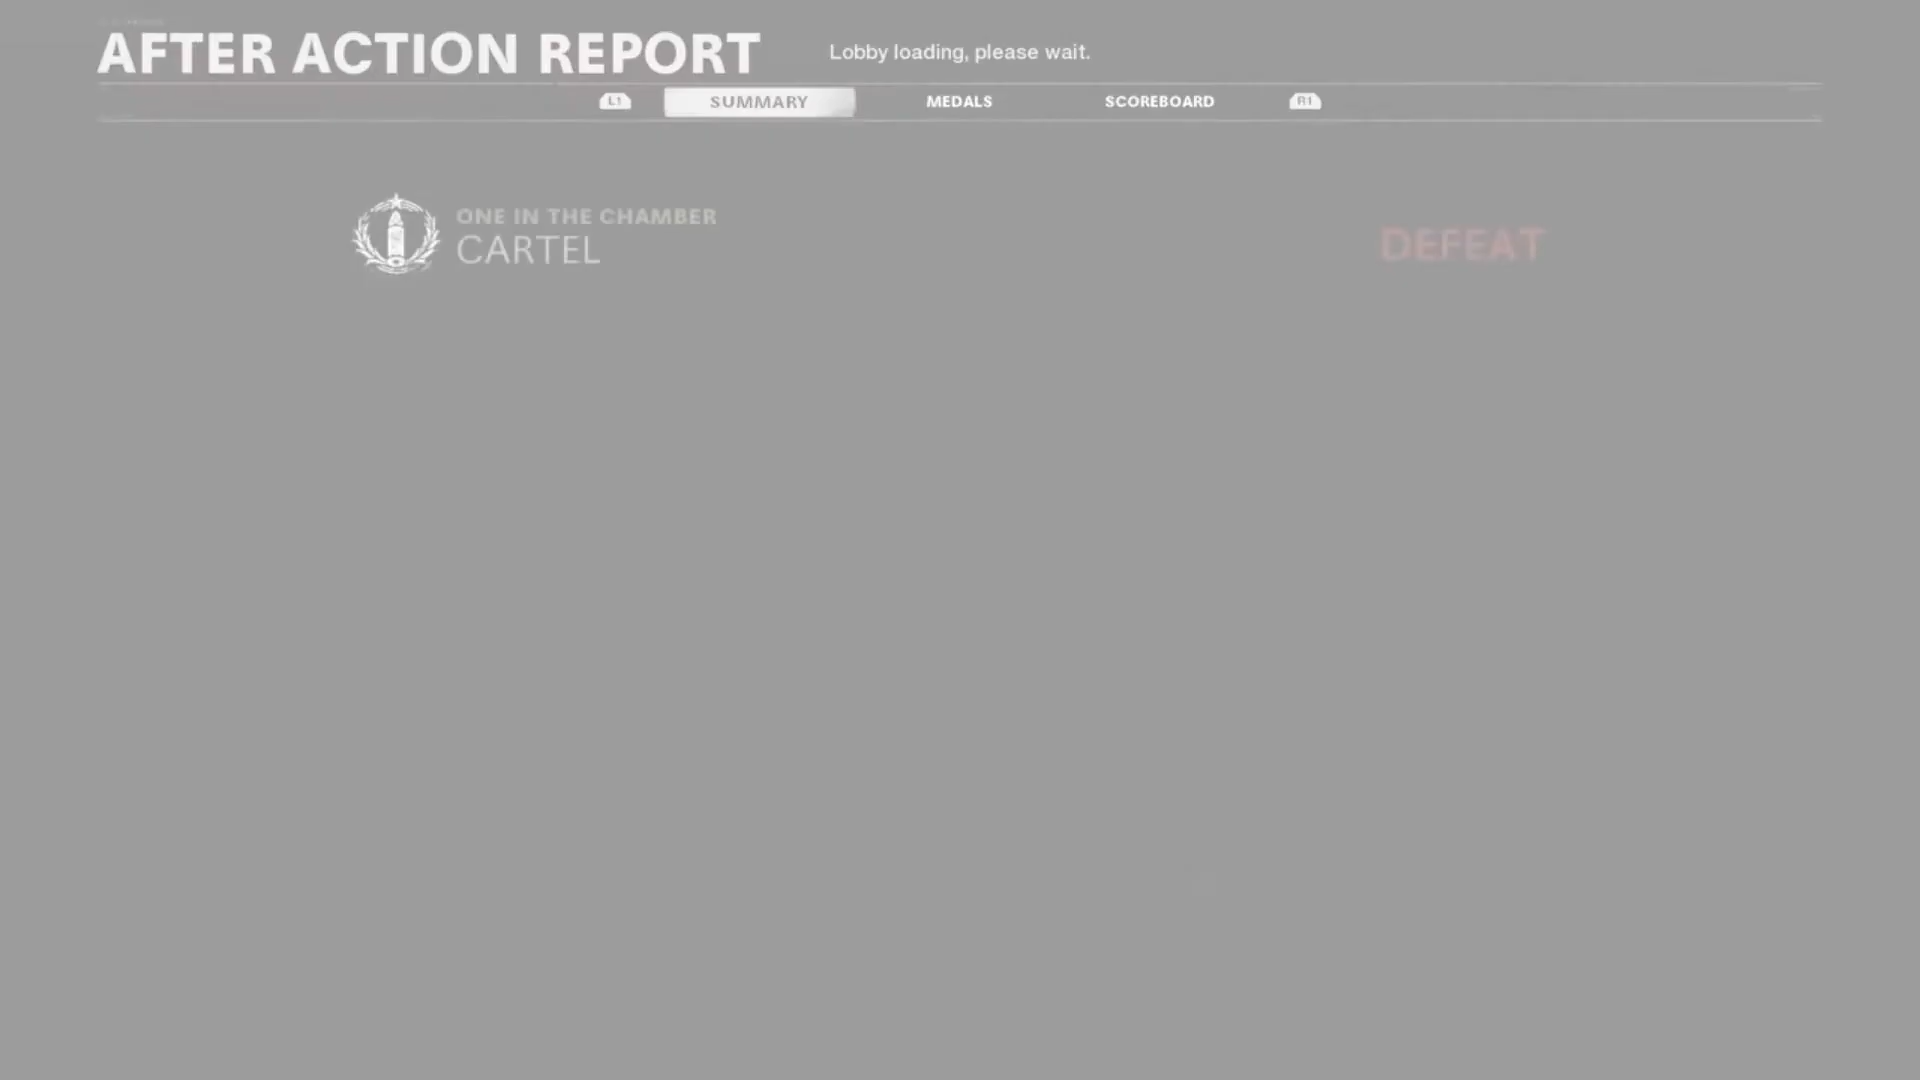 AFTER ACTION REPORT
Lobby loading, please wait.
L1 SUMMARY MEDALS SCOREBOARD R1
ONE IN THE CHAMBER
CARTEL
DEFEAT